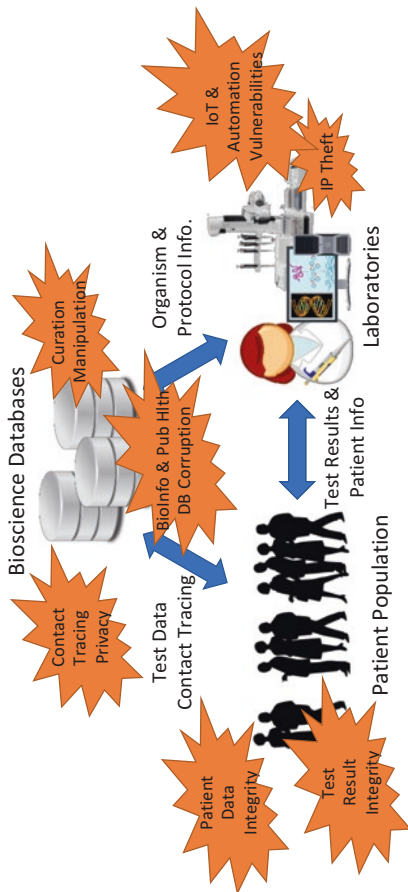 Bioscience Databases
Contact
Tracing
Privacy
Curation
Manipulation
BioInfo & Pub Hlth
DB Corruption
Test Data
Contact Tracing
Organism &
Protocol Info.
IoT &
Automation
Vulnerabilities
IP Theft
Patient
Data
Integrity
Test
Result
Integrity
Test Results &
Patient Info
Patient Population
Laboratories